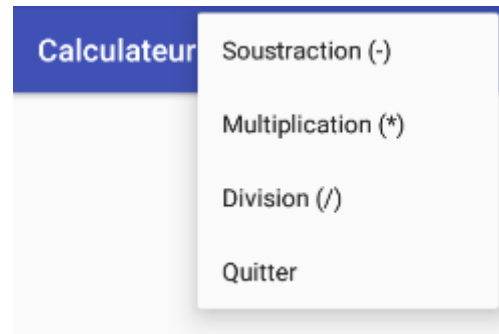 Calculateur
Soustraction (-)
Multiplication (*)
Division (/)
Quitter